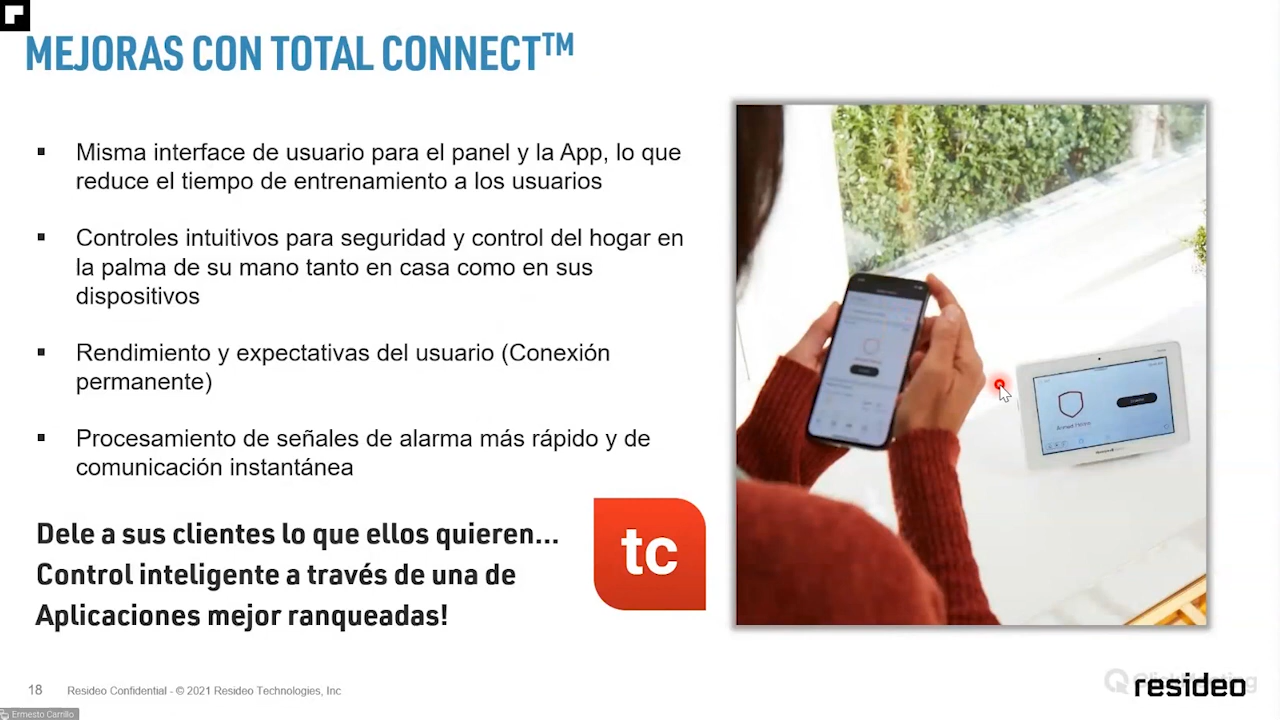 MEJORAS CON TOTAL CONNECT™
▪ Misma interface de usuario para el panel y la App, lo que
reduce el tiempo de entrenamiento a los usuarios
▪ Controles intuitivos para seguridad y control del hogar en
la palma de su mano tanto en casa como en sus
dispositivos
▪ Rendimiento y expectativas del usuario (Conexión
permanente)
▪ Procesamiento de señales de alarma más rápido y de
comunicación instantánea
Dele a sus clientes lo que ellos quieren...
Control inteligente a través de una de
Aplicaciones mejor ranqueadas!
tc
Armed Home
18
Resideo Confidential - © 2021 Resideo Technologies, Inc
resideo
Ermesto Carrillo